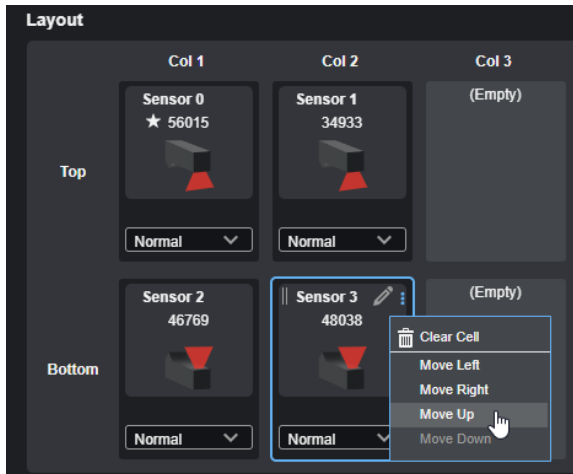 Layout
Col 1 Col 2 Col 3
Sensor 0 Sensor 1 (Empty)
★ 56015 34933
Top
Normal Normal
Sensor 2 Sensor 3 (Empty)
46769 48038
Clear Cell
Move Left
Bottom
Move Right
Move Up
Normal Normal
Move Down